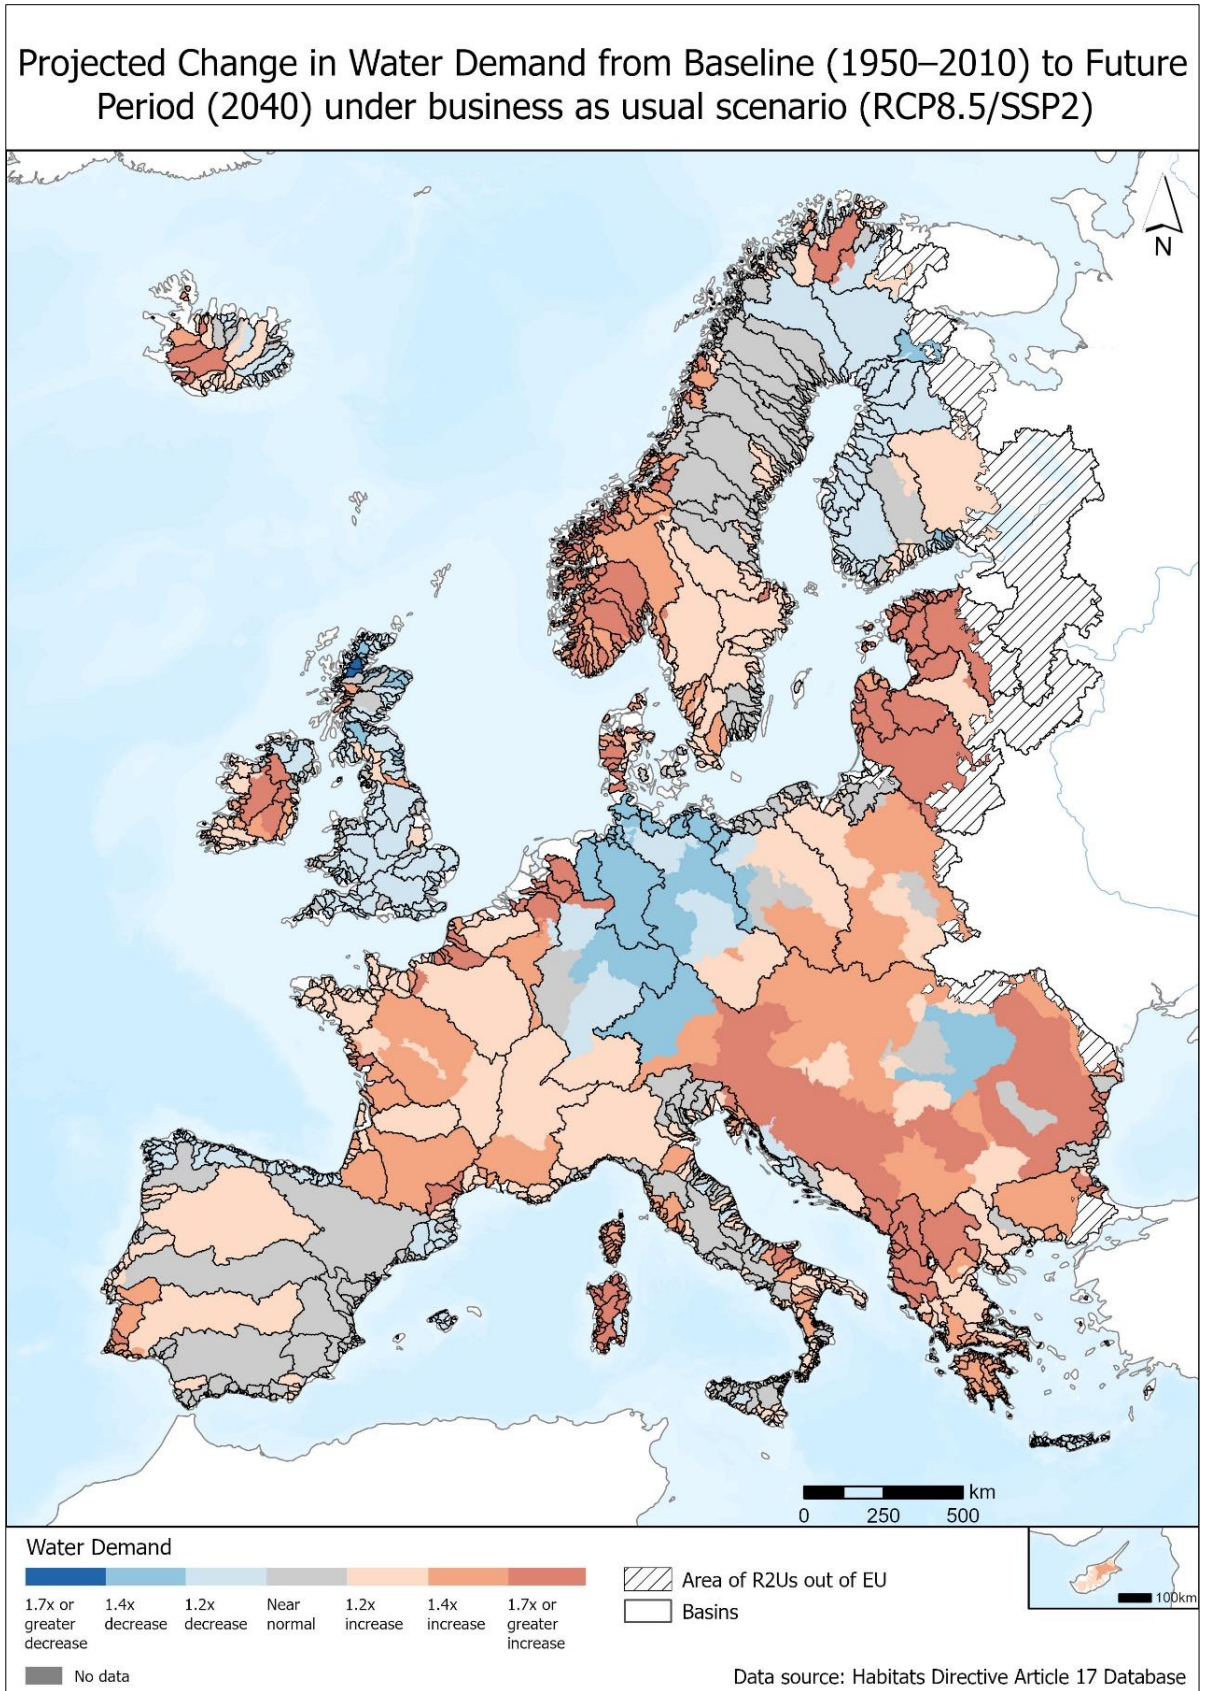 Projected Change in Water Demand from Baseline (1950–2010) to Future
Period (2040) under business as usual scenario (RCP8.5/SSP2)
N
km
0 250 500
Water Demand
1.7x or greater decrease
1.4x decrease
1.2x decrease
Near normal
1.2x increase
1.4x increase
1.7x or greater increase
No data
Area of R2Us out of EU
Basins
100km
Data source: Habitats Directive Article 17 Database